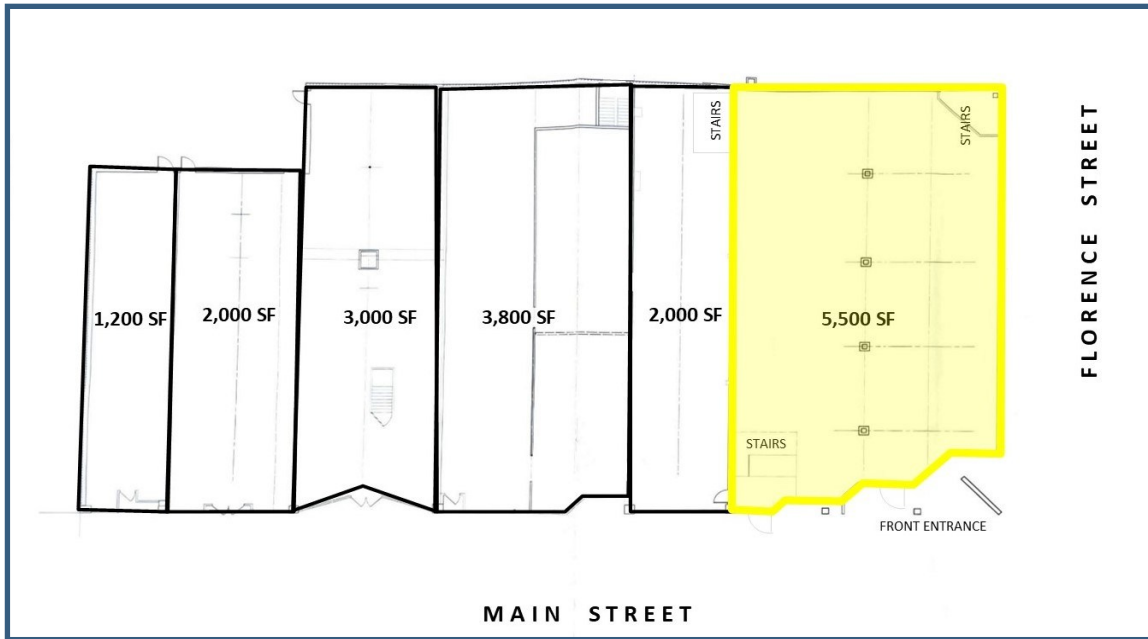 STAIRS
STAIRS
FLORENCE STREET
1,200 SF
2,000 SF
3,000 SF
3,800 SF
2,000 SF
5,500 SF
STAIRS
FRONT ENTRANCE
MAIN STREET